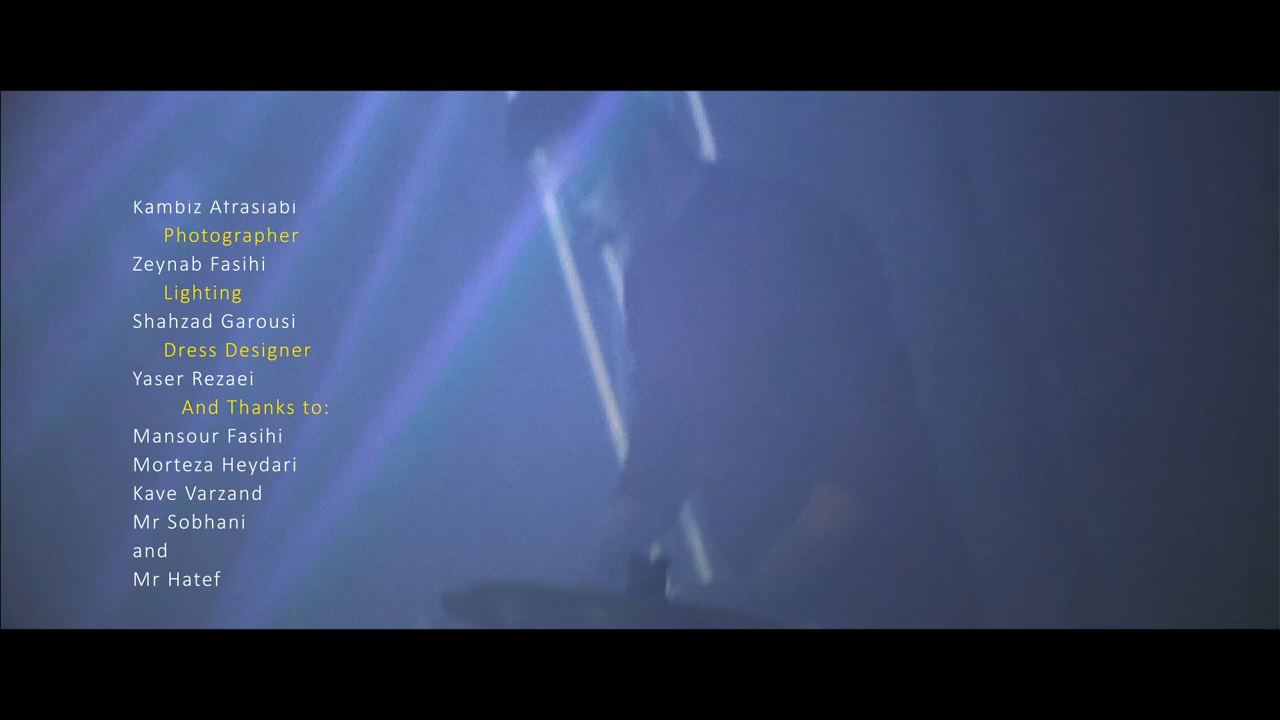 Kambiz Afrasiabi
Photographer
Zeynab Fasihi
Lighting
Shahzad Garousi
Dress Designer
Yaser Rezaei
And Thanks to:
Mansour Fasihi
Morteza Heydari
Kave Varzand
Mr Sobhani
and
Mr Hatef